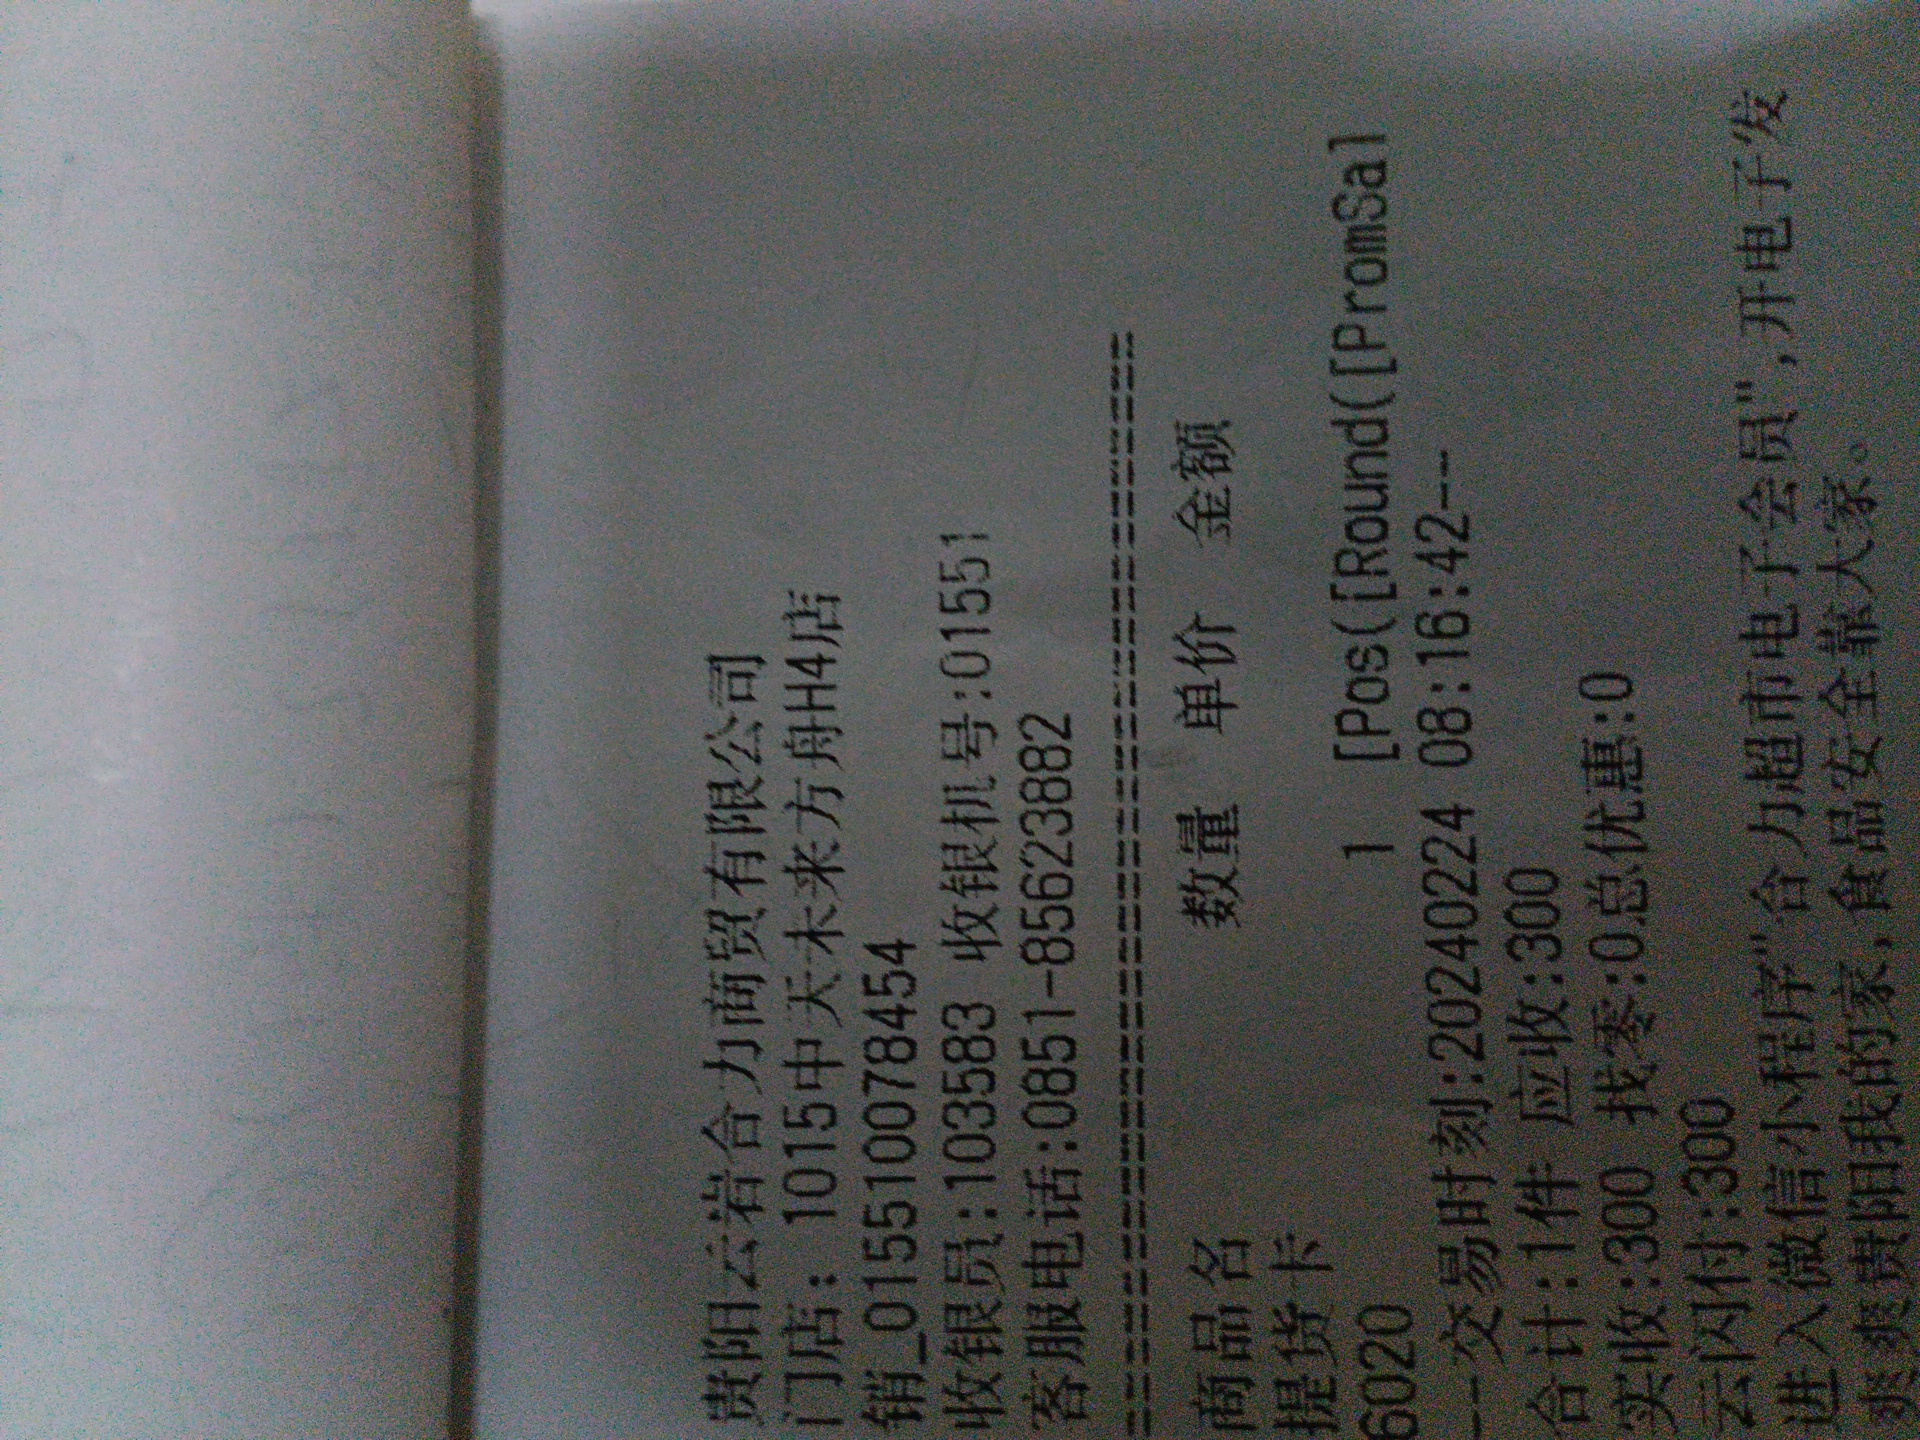 贵阳云岩合力商贸有限公司
门店: 1015中天未来方舟H4店
销_015510078454
收银员:103583 收银机号:01551
客服电话:0851-85623882
========================================
商品名 数量 单价 金额
提货卡
6020 1 [Pos([Round([PromSal
--交易时刻:20240224 08:16:42--
合计:1件 应收:300
实收:300 找零:0总优惠:0
云闪付:300
进入微信小程序"合力超市电子会员",开电子发
爽爽贵阳我的家,食品安全靠大家。